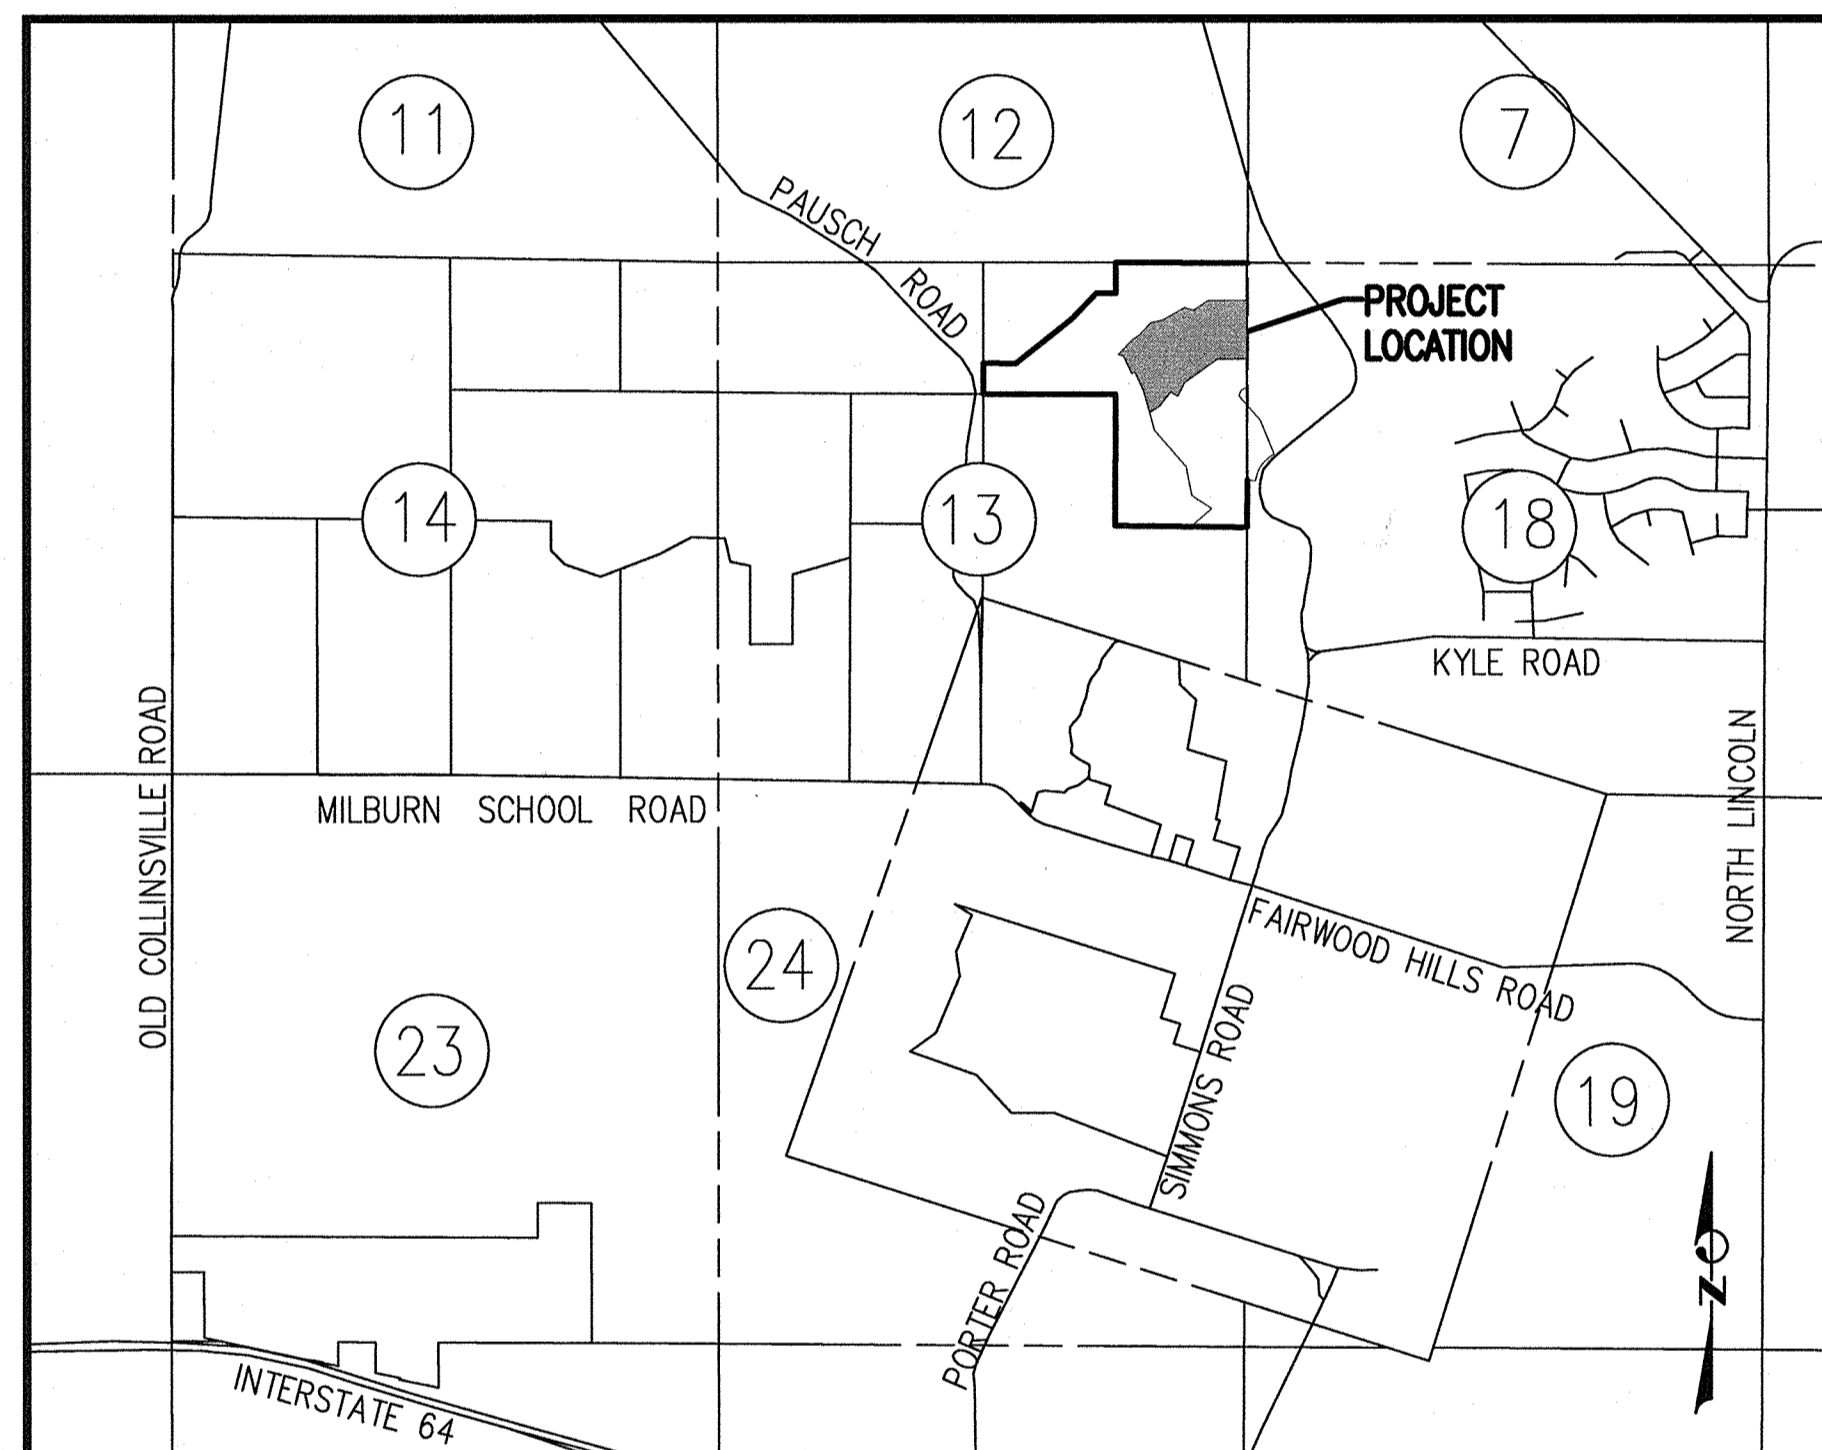 11
12
7
PAUSCH ROAD
PROJECT
LOCATION
14
13
18
KYLE ROAD
OLD COLLINSVILLE ROAD
MILBURN SCHOOL ROAD
NORTH LINCOLN
FAIRWOOD HILLS ROAD
24
23
SIMMONS ROAD
19
PORTER ROAD
N
INTERSTATE 64